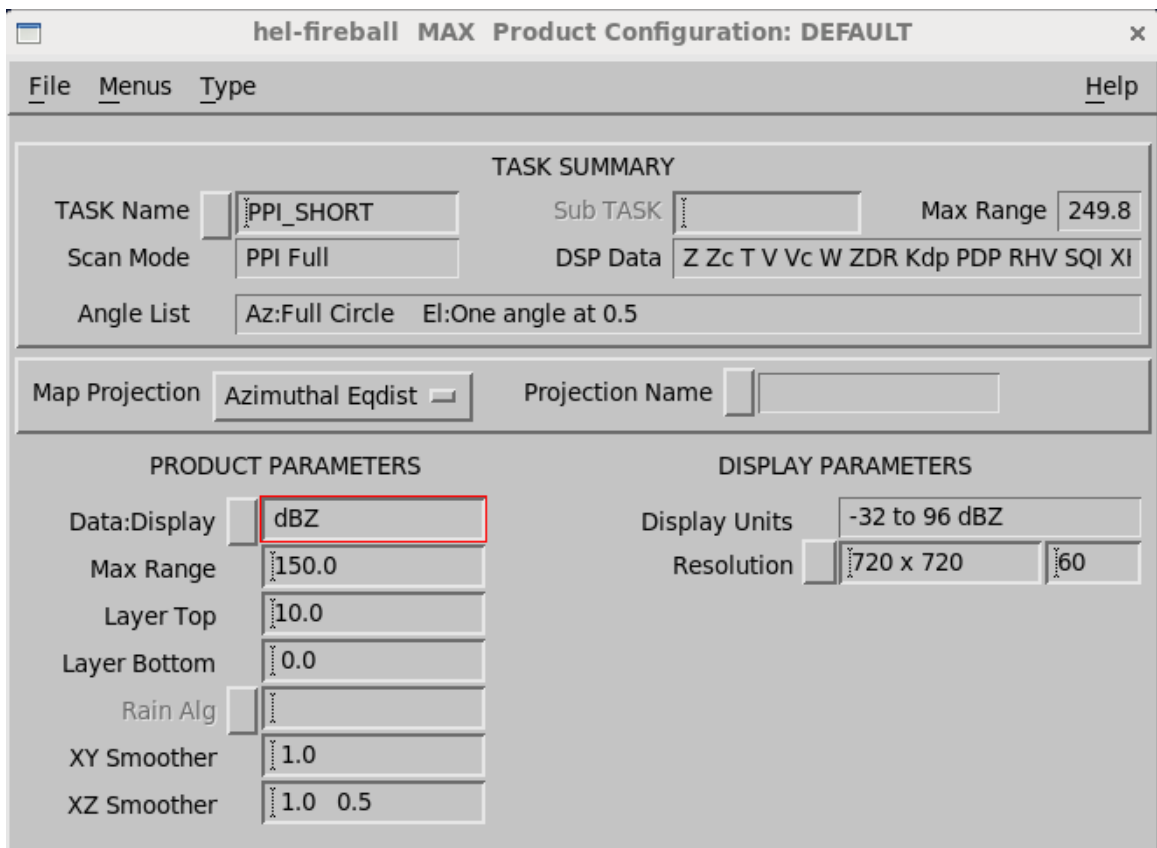 hel-fireball MAX Product Configuration: DEFAULT
File Menus Type Help
TASK SUMMARY
TASK Name PPI_SHORT Sub TASK Max Range 249.8
Scan Mode PPI Full DSP Data Z Zc T V Vc W ZDR Kdp PDP RHV SQI
Angle List Az:Full Circle El:One angle at 0.5
Map Projection Azimuthal Eqdist Projection Name
PRODUCT PARAMETERS DISPLAY PARAMETERS
Data:Display dBZ Display Units -32 to 96 dBZ
Max Range 150.0 Resolution 720 x 720 60
Layer Top 10.0
Layer Bottom 0.0
Rain Alg
XY Smoother 1.0
XZ Smoother 1.0 0.5